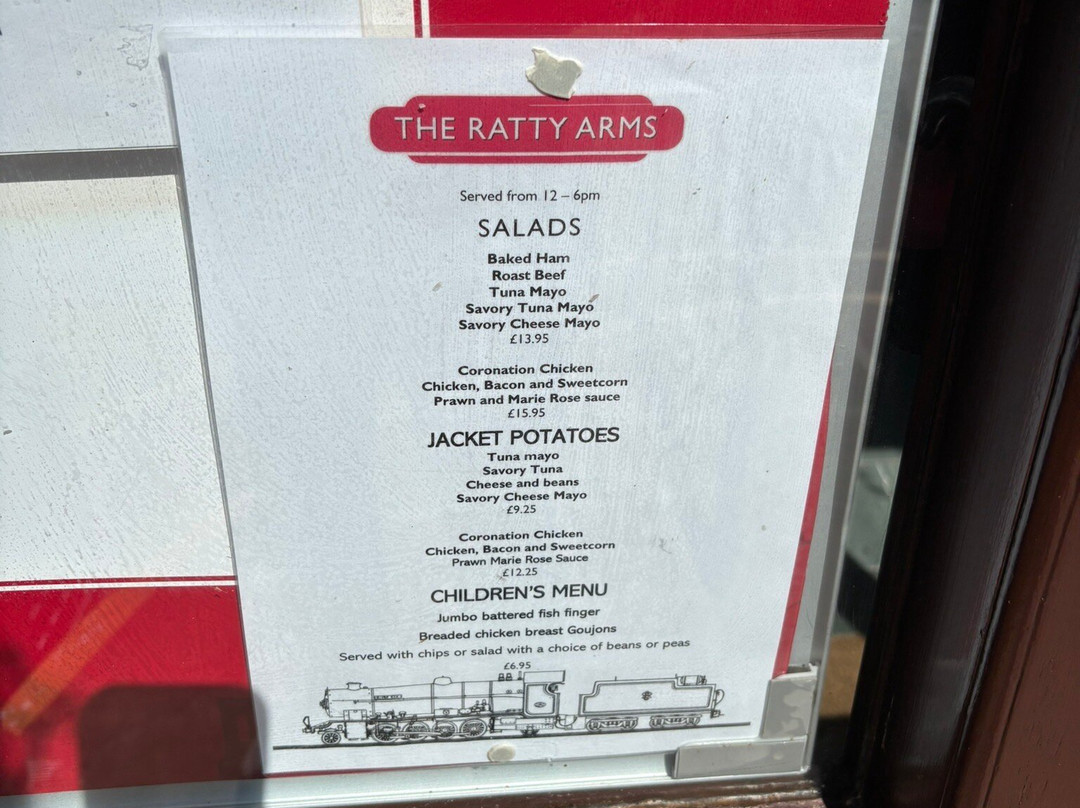 THE RATTY ARMS
Served from 12 – 6pm
SALADS
Baked Ham
Roast Beef
Tuna Mayo
Savory Tuna Mayo
Savory Cheese Mayo
£13.95
Coronation Chicken
Chicken, Bacon and Sweetcorn
Prawn and Marie Rose sauce
£15.95
JACKET POTATOES
Tuna mayo
Savory Tuna
Cheese and beans
Savory Cheese Mayo
£9.25
Coronation Chicken
Chicken, Bacon and Sweetcorn
Prawn Marie Rose Sauce
£12.25
CHILDREN'S MENU
Jumbo battered fish finger
Breaded chicken breast Goujons
Served with chips or salad with a choice of beans or peas
£6.95